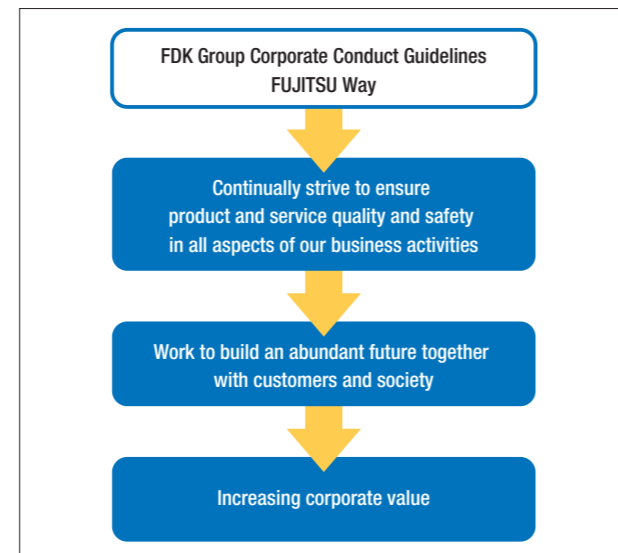 FDK Group Corporate Conduct Guidelines
FUJITSU Way
Continually strive to ensure
product and service quality and safety
in all aspects of our business activities
Work to build an abundant future together
with customers and society
Increasing corporate value